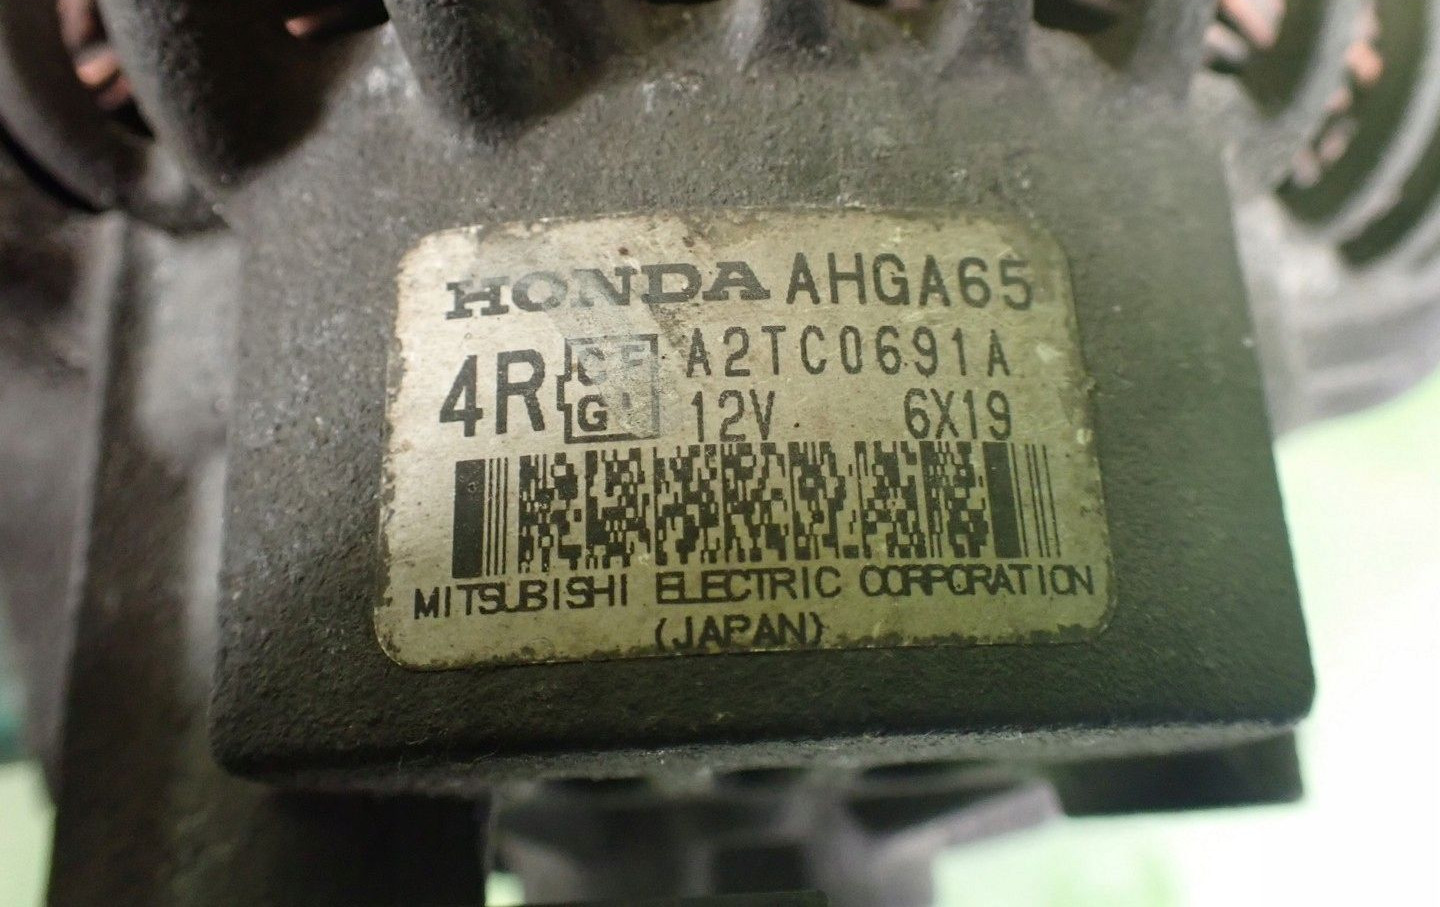 HONDA AHGA65
4R A2TC0691A
12V 6X19
MITSUBISHI ELECTRIC CORPORATION
(JAPAN)